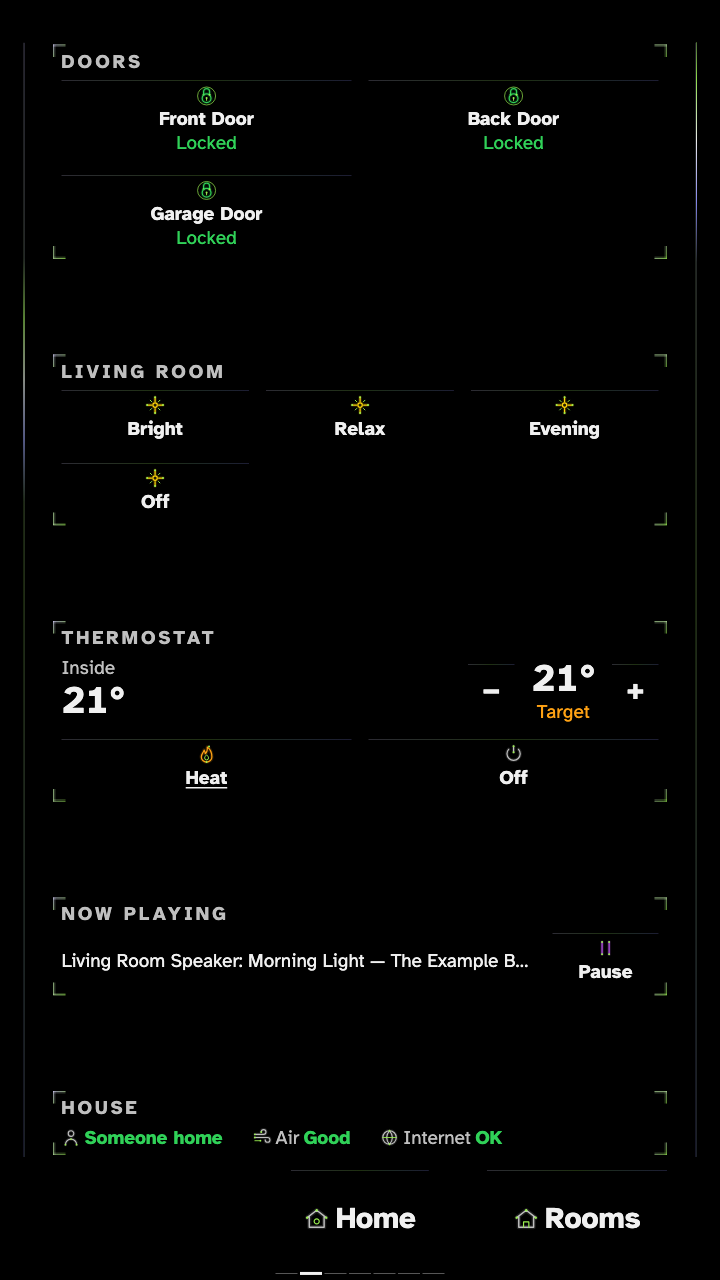 DOORS
Front Door
Locked
Back Door
Locked
Garage Door
Locked
LIVING ROOM
Bright
Relax
Evening
Off
THERMOSTAT
Inside
21°
− 21° +
Target
Heat
Off
NOW PLAYING
Living Room Speaker: Morning Light — The Example B...
Pause
HOUSE
Someone home Air Good Internet OK
Home Rooms